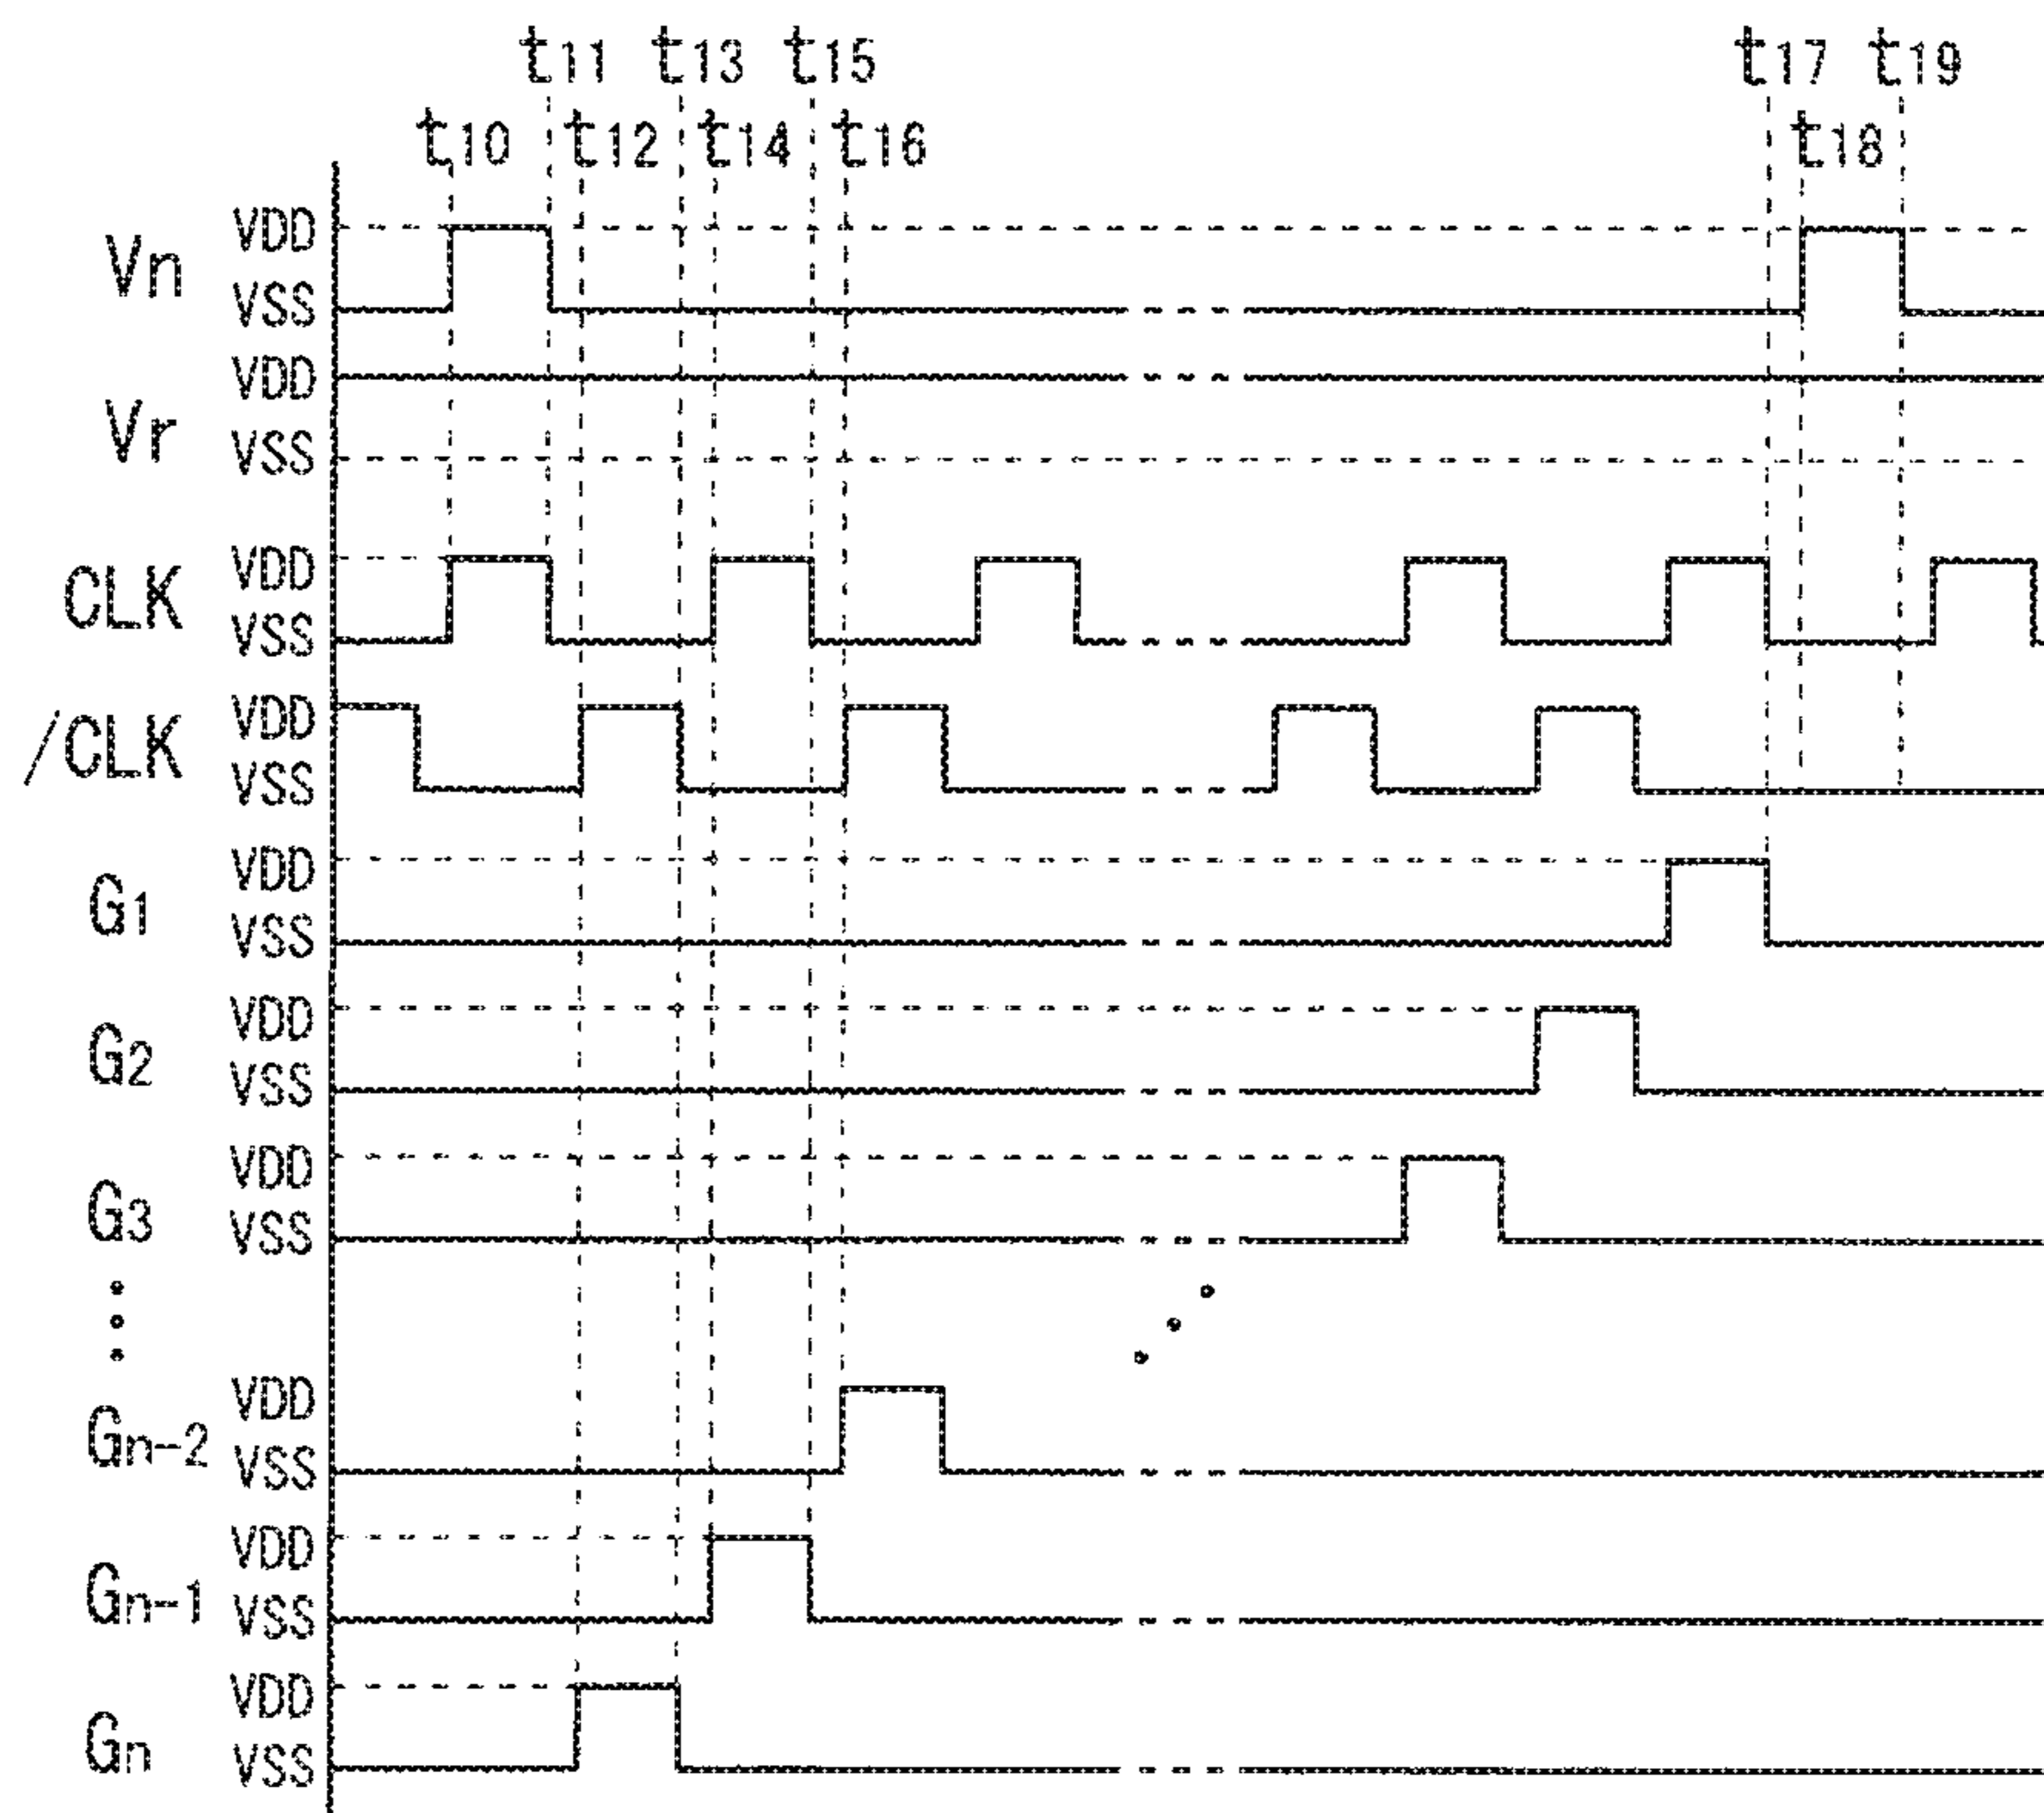 t11 t13 t15 t17 t19
t10 t12 t14 t16 t18
Vn VDD
VSS
Vr VDD
VSS
CLK VDD
VSS
/CLK VDD
VSS
G1 VDD
VSS
G2 VDD
VSS
G3 VDD
VSS
Gn-2 VDD
VSS
Gn-1 VDD
VSS
Gn VDD
VSS